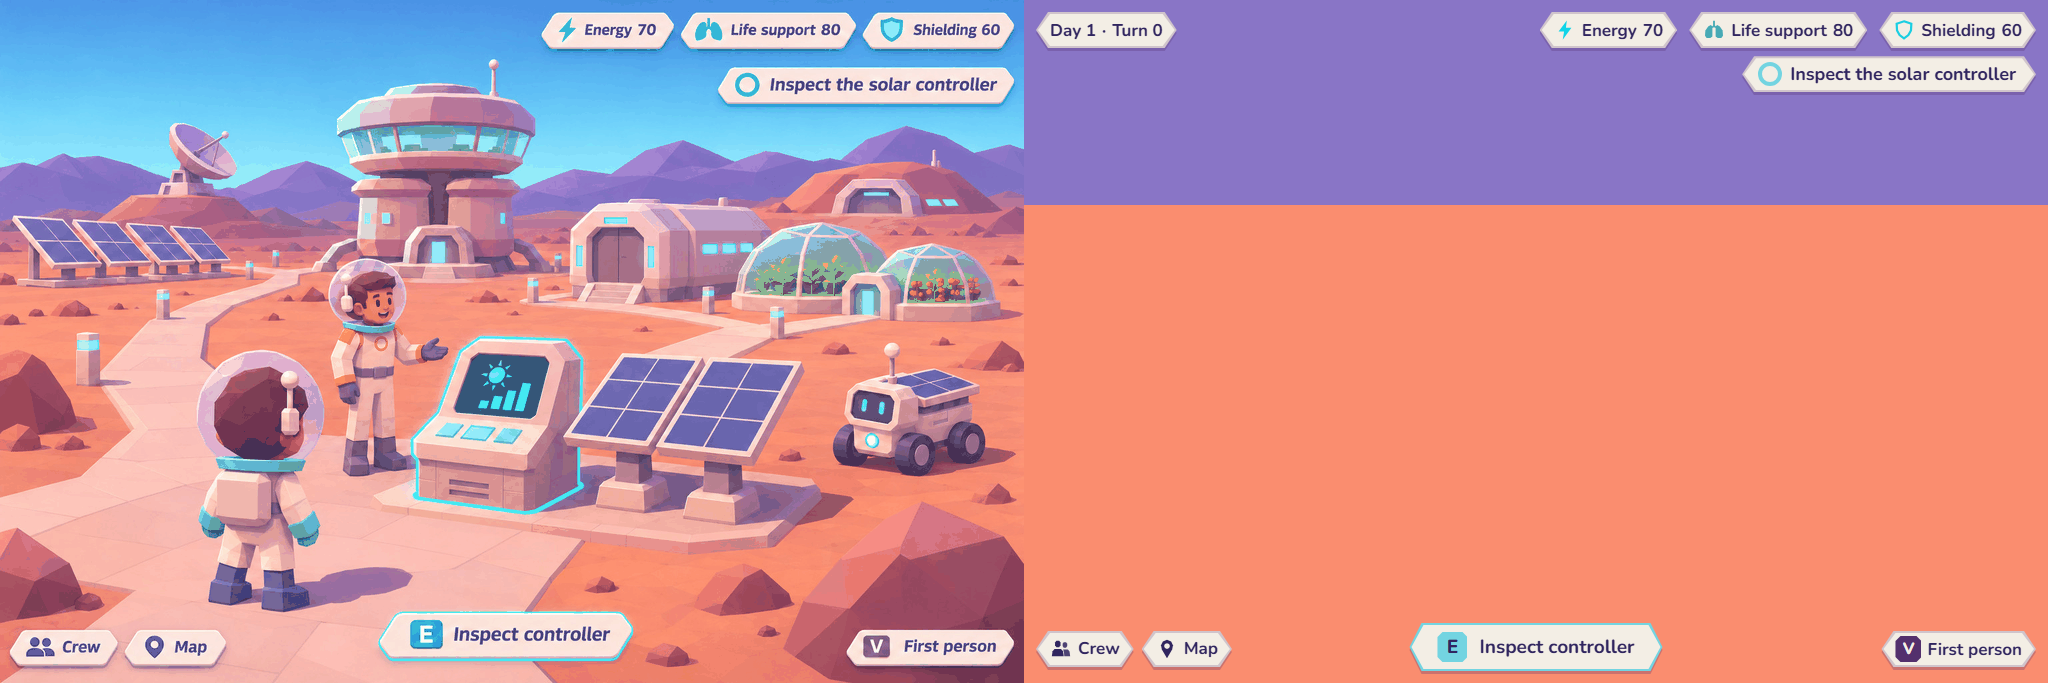 Energy 70
Life support 80
Shielding 60
Inspect the solar controller
Crew
Map
E Inspect controller
V First person
Day 1 · Turn 0
Energy 70
Life support 80
Shielding 60
Inspect the solar controller
Crew
Map
E Inspect controller
V First person